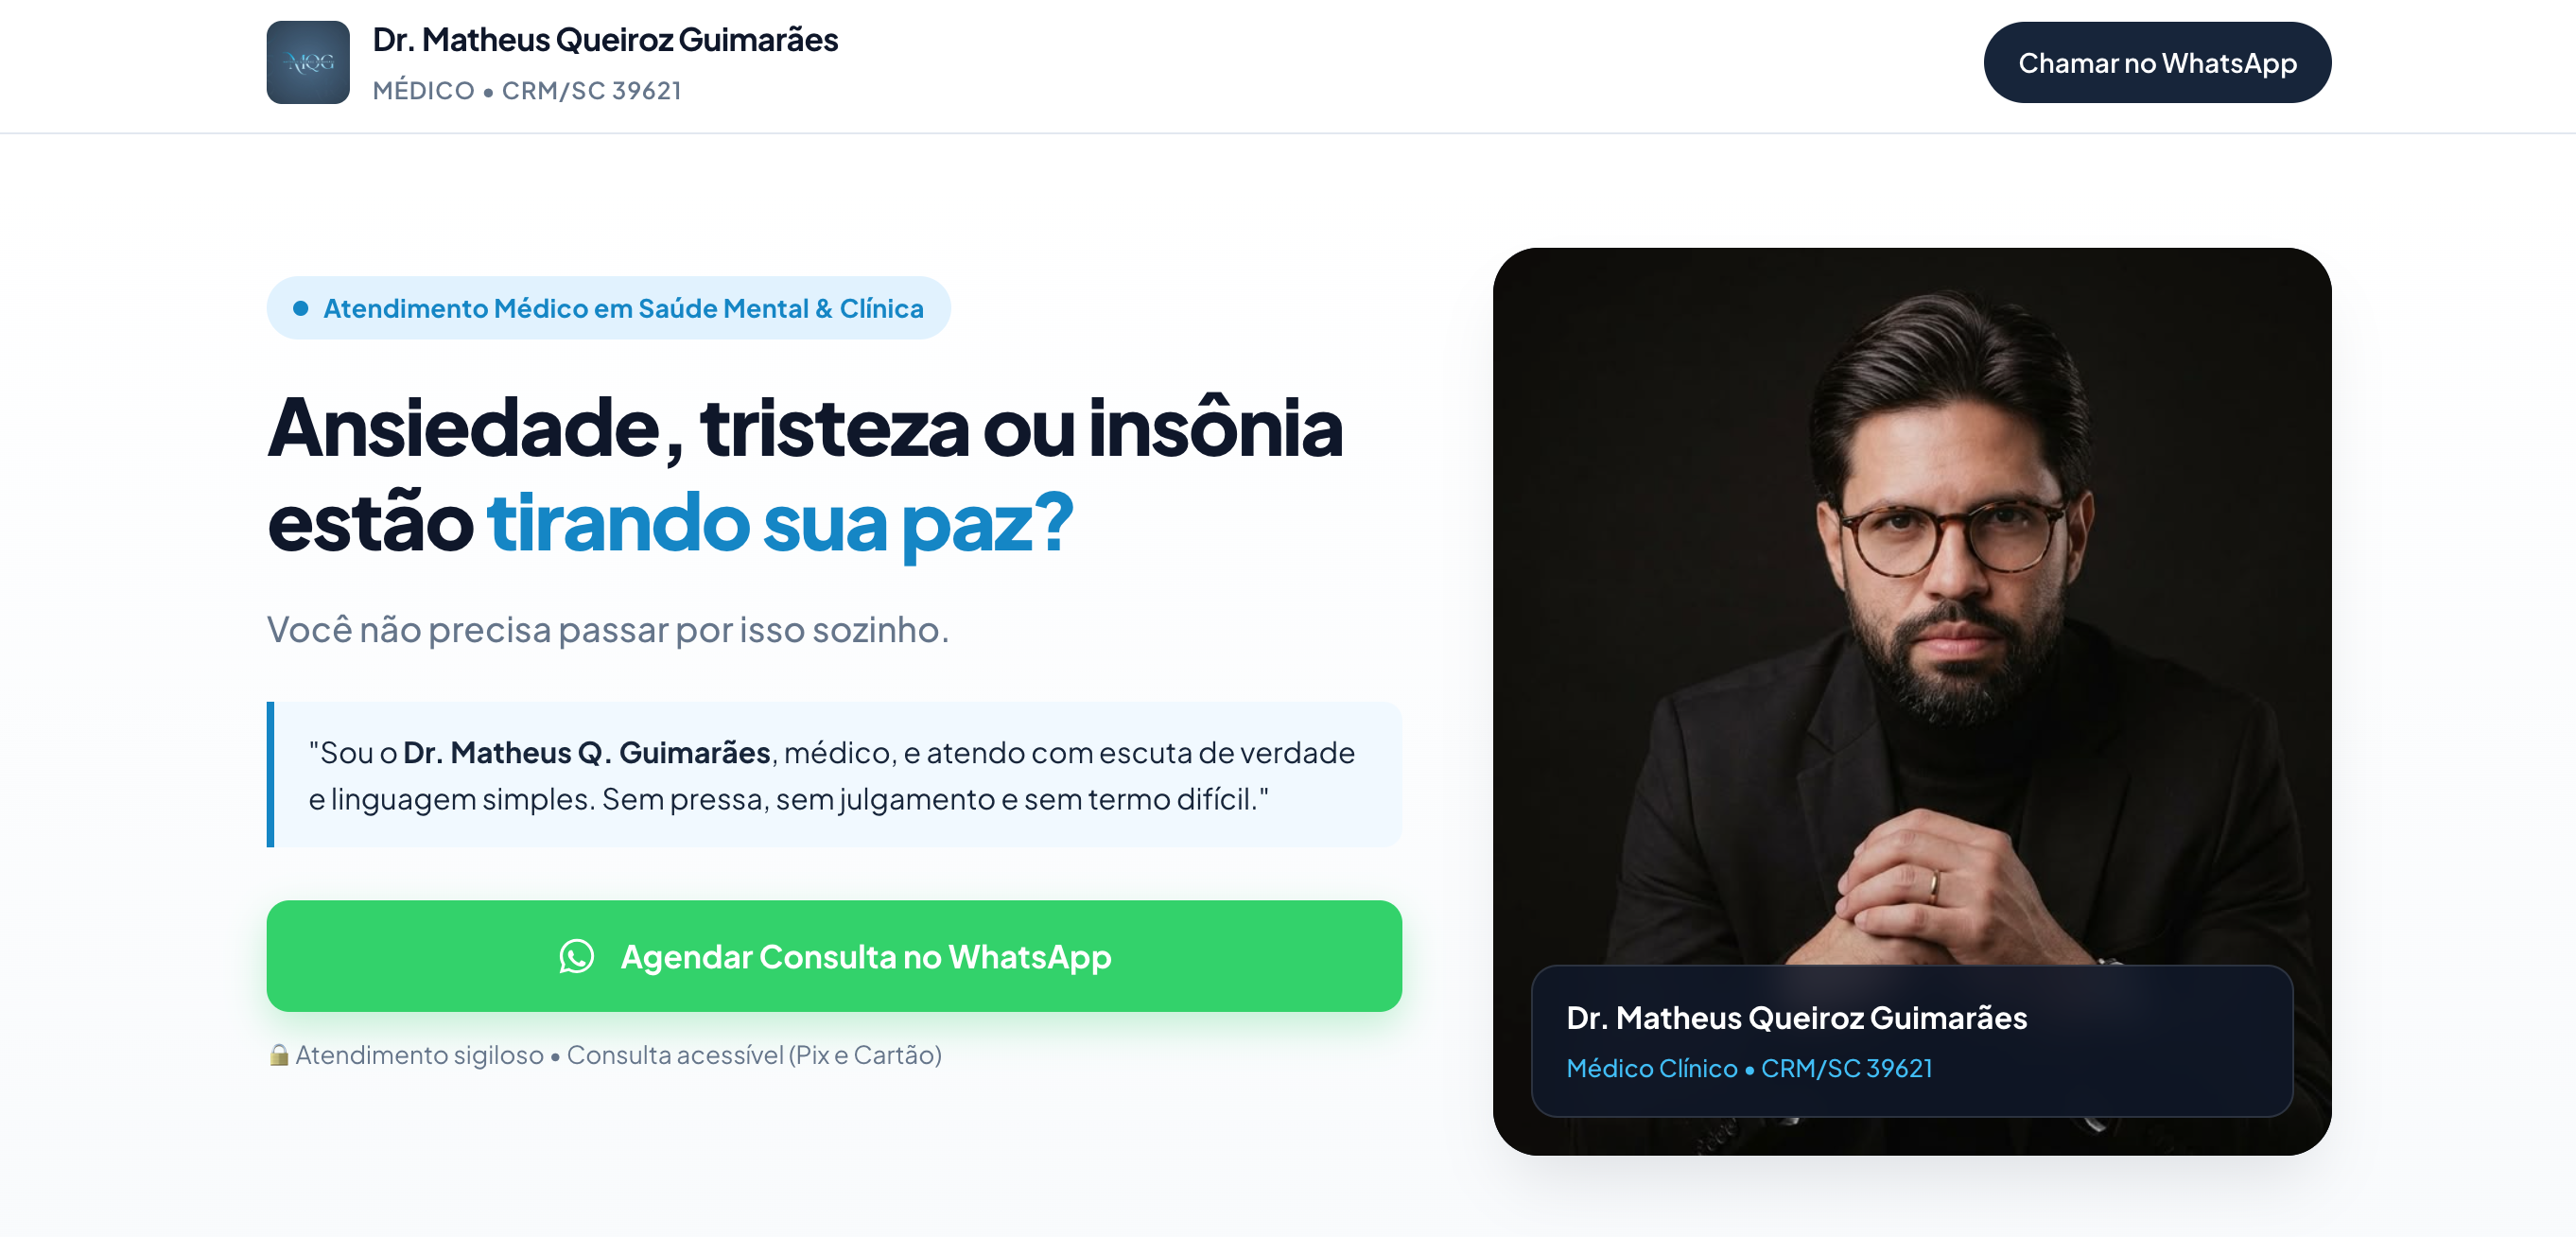 MQG
Dr. Matheus Queiroz Guimarães
MÉDICO • CRM/SC 39621
Chamar no WhatsApp
Atendimento Médico em Saúde Mental & Clínica
Ansiedade, tristeza ou insônia
estão tirando sua paz?
Você não precisa passar por isso sozinho.
"Sou o Dr. Matheus Q. Guimarães, médico, e atendo com escuta de verdade
e linguagem simples. Sem pressa, sem julgamento e sem termo difícil."
Agendar Consulta no WhatsApp
🔒 Atendimento sigiloso • Consulta acessível (Pix e Cartão)
Dr. Matheus Queiroz Guimarães
Médico Clínico • CRM/SC 39621